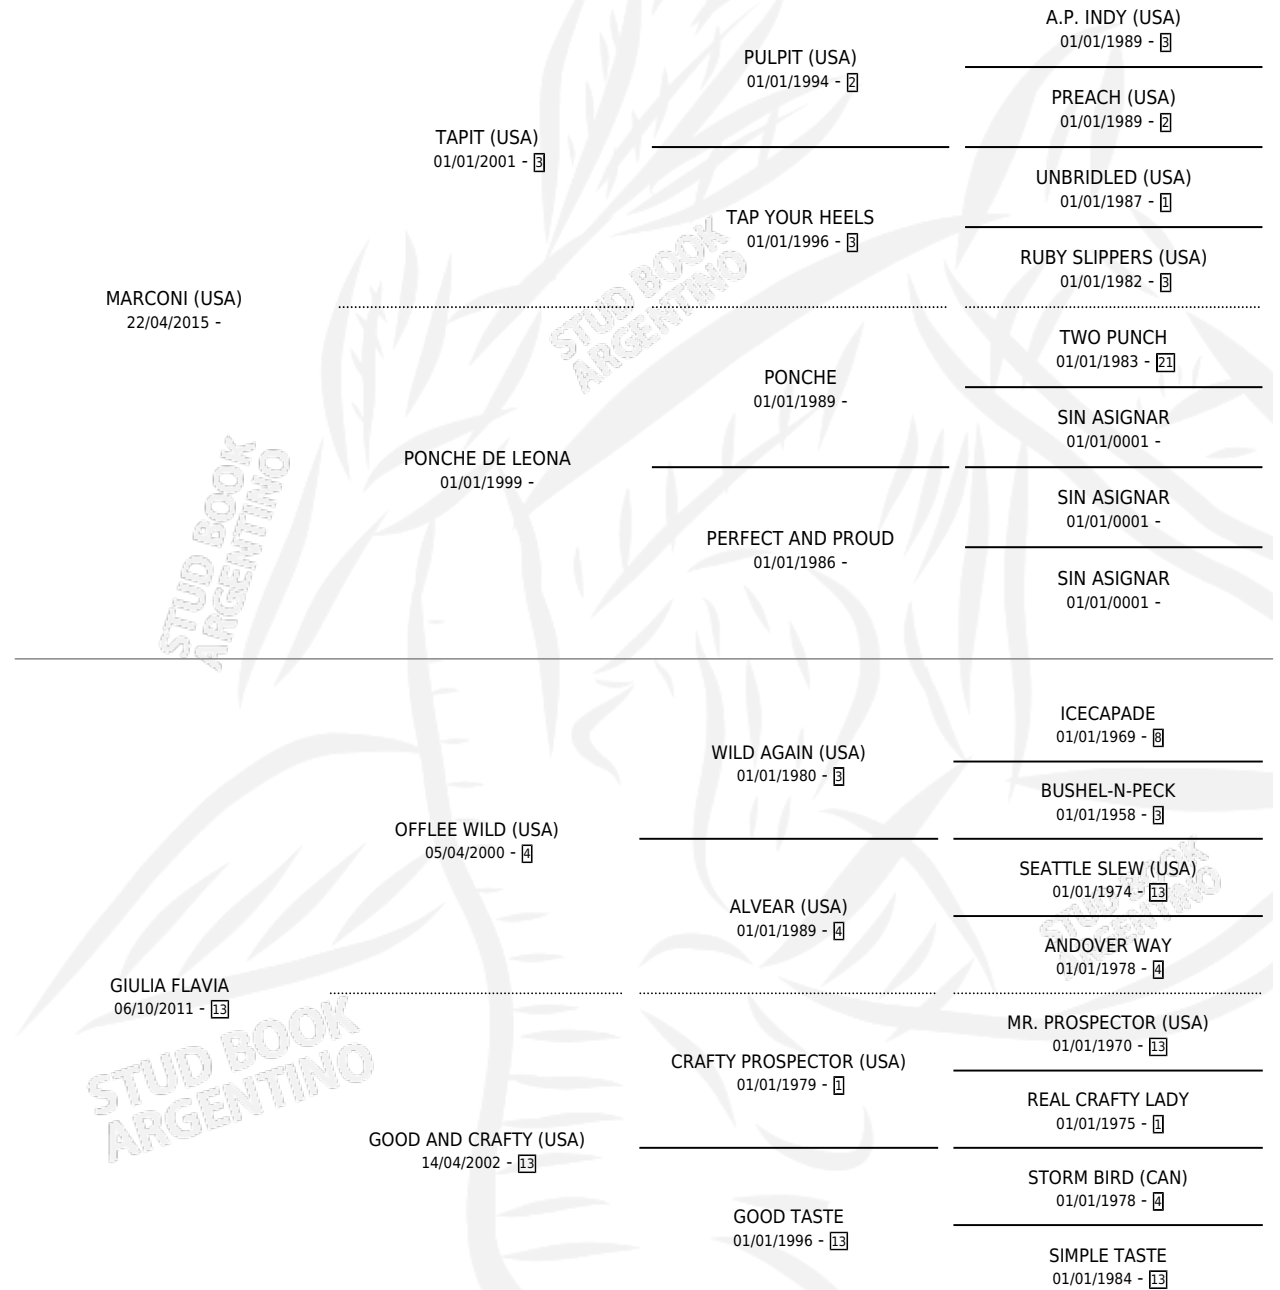 A.P. INDY (USA)
01/01/1989 - 3
PULPIT (USA)
01/01/1994 - 2
PREACH (USA)
01/01/1989 - 2
TAPIT (USA)
01/01/2001 - 3
UNBRIDLED (USA)
01/01/1987 - 1
TAP YOUR HEELS
01/01/1996 - 3
RUBY SLIPPERS (USA)
01/01/1982 - 3
MARCONI (USA)
22/04/2015 -
STUD BOOK
ARGENTINO
TWO PUNCH
01/01/1983 - 21
PONCHE
01/01/1989 -
SIN ASIGNAR
01/01/0001 -
PONCHE DE LEONA
01/01/1999 -
SIN ASIGNAR
01/01/0001 -
PERFECT AND PROUD
01/01/1986 -
SIN ASIGNAR
01/01/0001 -
STUD BOOK
ARGENTINO
ICECAPADE
01/01/1969 - 8
WILD AGAIN (USA)
01/01/1980 - 3
BUSHEL-N-PECK
01/01/1958 - 3
OFFLEE WILD (USA)
05/04/2000 - 4
SEATTLE SLEW (USA)
01/01/1974 - 13
ALVEAR (USA)
01/01/1989 - 4
STUD BOOK
ARGENTINO
ANDOVER WAY
01/01/1978 - 4
GIULIA FLAVIA
06/10/2011 - 13
STUD BOOK
ARGENTINO
MR. PROSPECTOR (USA)
01/01/1970 - 13
CRAFTY PROSPECTOR (USA)
01/01/1979 - 1
REAL CRAFTY LADY
01/01/1975 - 1
GOOD AND CRAFTY (USA)
14/04/2002 - 13
STORM BIRD (CAN)
01/01/1978 - 4
GOOD TASTE
01/01/1996 - 13
SIMPLE TASTE
01/01/1984 - 13